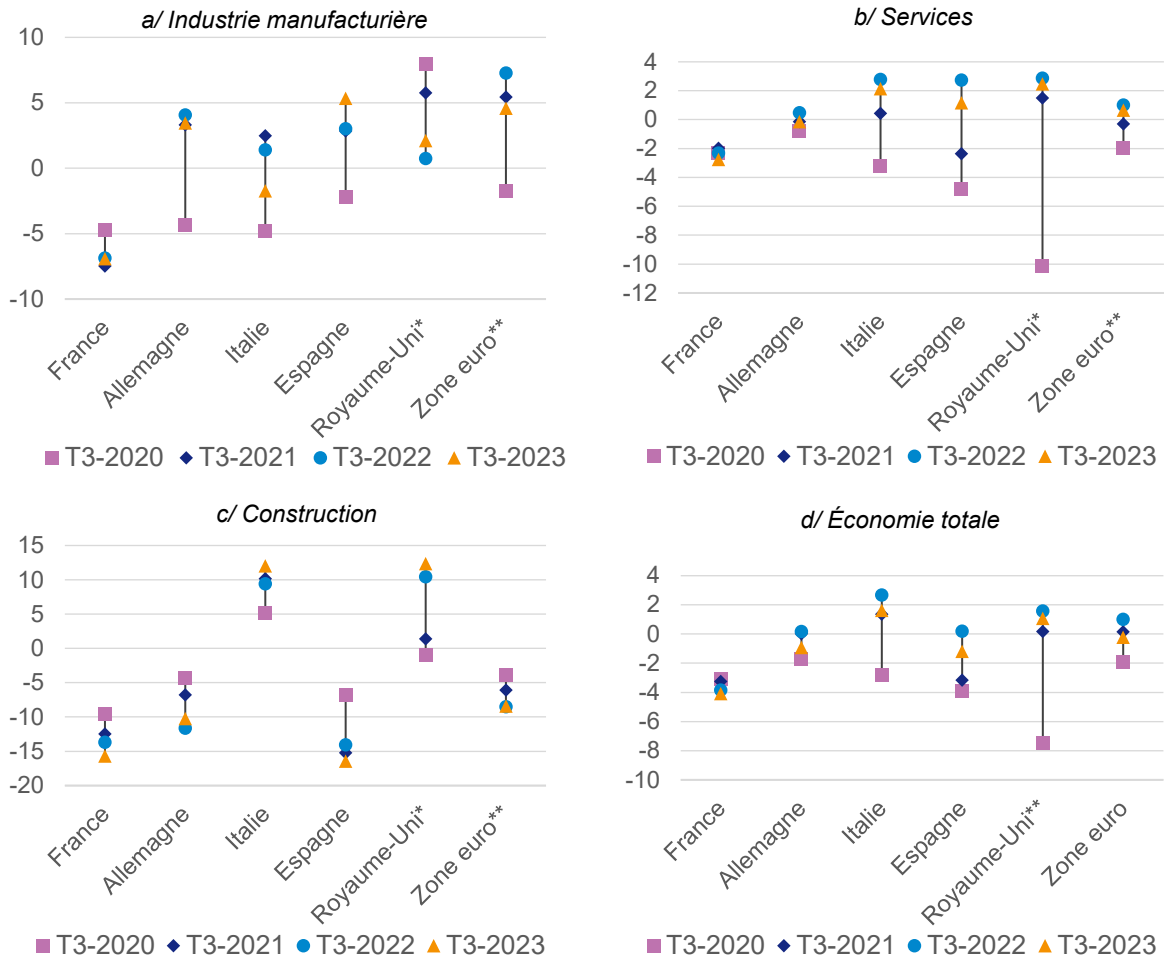 a/ Industrie manufacturière
10
5
0
-5
-10
France
Allemagne
Italie
Espagne
Royaume-Uni*
Zone euro**
T3-2020 T3-2021 T3-2022 T3-2023
b/ Services
4
2
0
-2
-4
-6
-8
-10
-12
France
Allemagne
Italie
Espagne
Royaume-Uni*
Zone euro**
T3-2020 T3-2021 T3-2022 T3-2023
c/ Construction
15
10
5
0
-5
-10
-15
-20
France
Allemagne
Italie
Espagne
Royaume-Uni*
Zone euro**
T3-2020 T3-2021 T3-2022 T3-2023
d/ Économie totale
4
2
0
-2
-4
-6
-8
-10
France
Allemagne
Italie
Espagne
Royaume-Uni**
Zone euro
T3-2020 T3-2021 T3-2022 T3-2023